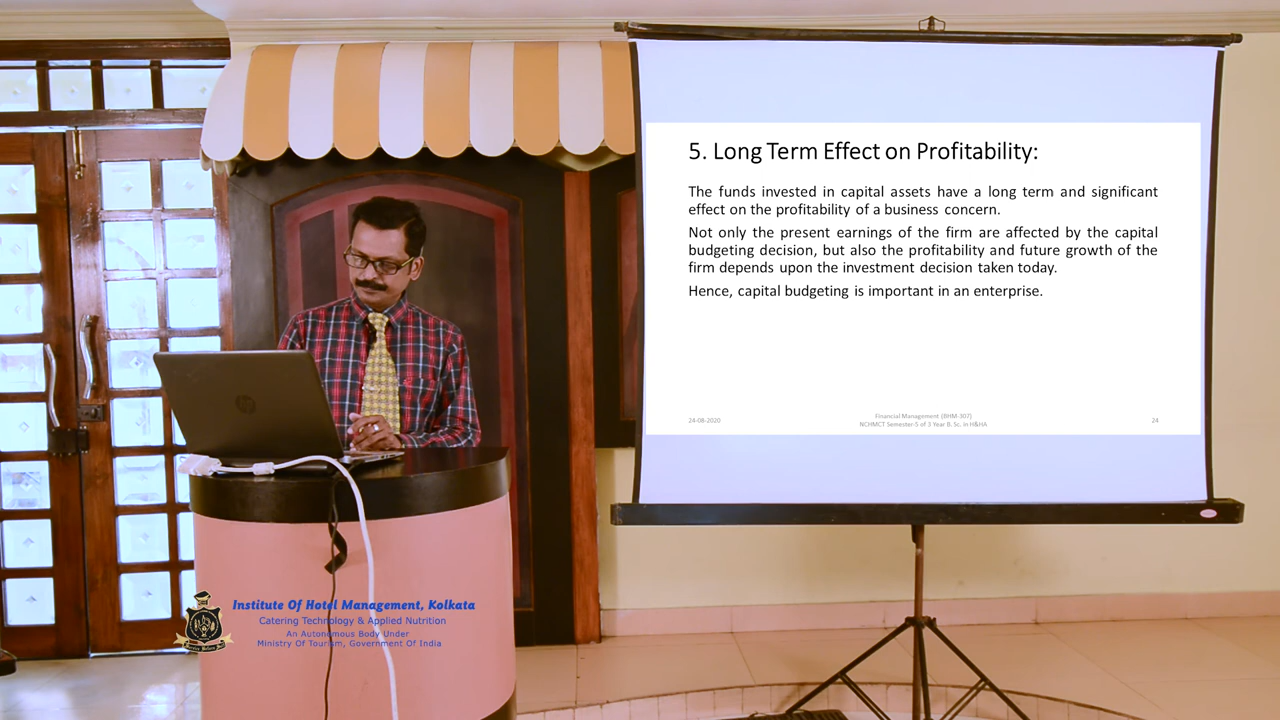 5. Long Term Effect on Profitability:
The funds invested in capital assets have a long term and significant
effect on the profitability of a business concern.
Not only the present earnings of the firm are affected by the capital
budgeting decision, but also the profitability and future growth of the
firm depends upon the investment decision taken today.
Hence, capital budgeting is important in an enterprise.
24-08-2020
Financial Management [BHM-307]
NCHMCT Semester-5 of 3 Year B. Sc. in H&HA
24
Institute Of Hotel Management, Kolkata
Catering Technology & Applied Nutrition
An Autonomous Body Under
Ministry Of Tourism, Government Of India